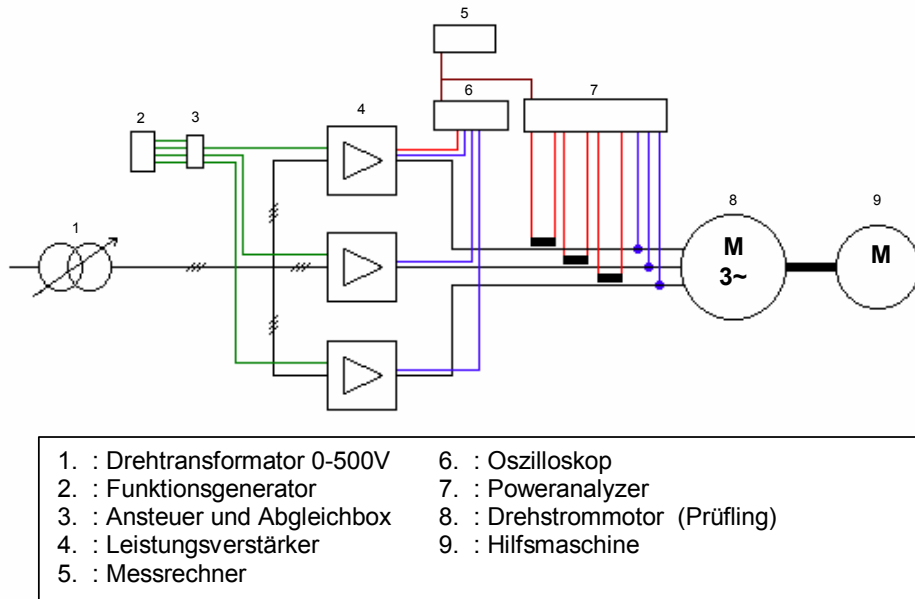 5
6
7
4
3
2
1
8
9
M
3~
M
1. : Drehtransformator 0-500V
2. : Funktionsgenerator
3. : Ansteuer und Abgleichbox
4. : Leistungsverstärker
5. : Messrechner
6. : Oszilloskop
7. : Poweranalyzer
8. : Drehstrommotor (Prüfling)
9. : Hilfsmaschine